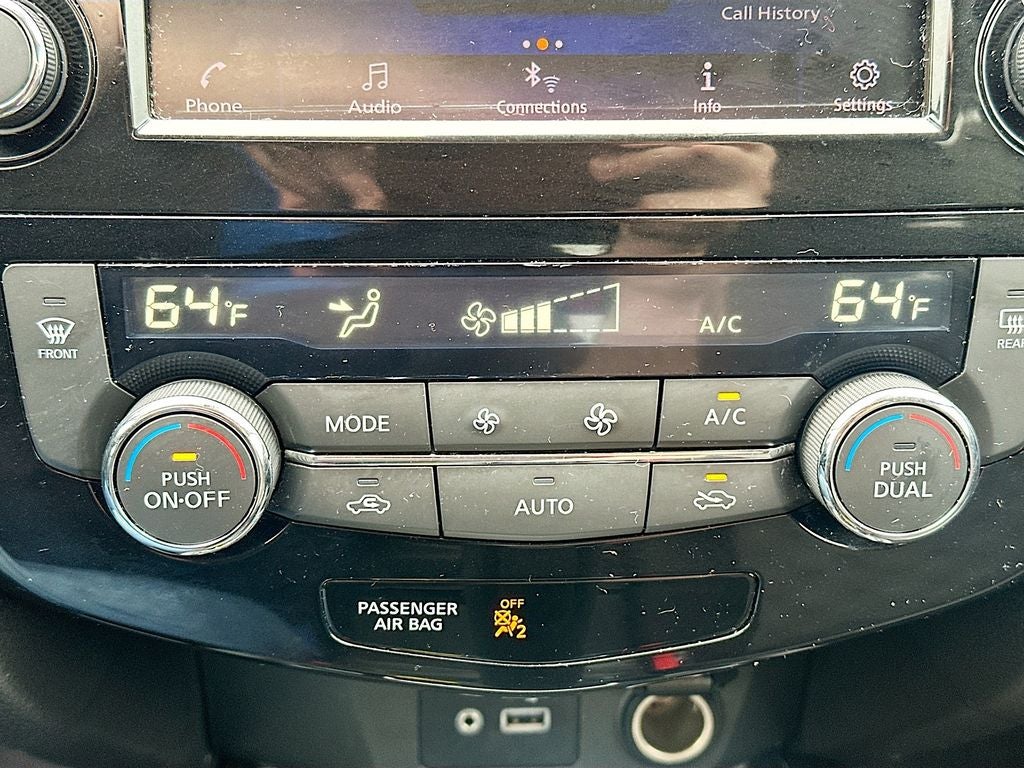 Call History
Phone Audio Connections Info Settings
64°F A/C 64°F
FRONT
MODE
A/C
PUSH
ON·OFF
AUTO
PUSH
DUAL
PASSENGER
AIR BAG
OFF
2